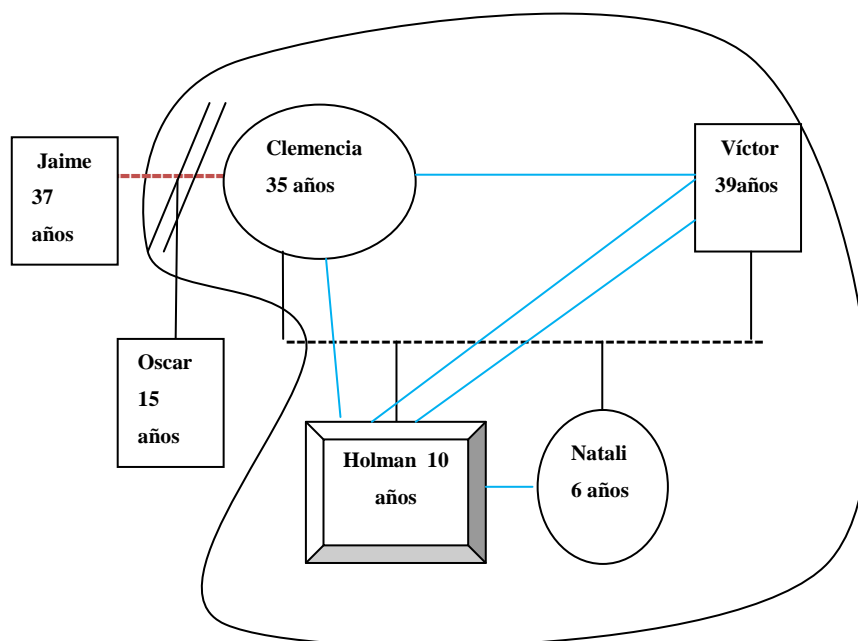 Jaime
37
años
Clemencia
35 años
Víctor
39años
Oscar
15
años
Holman 10
años
Natali
6 años